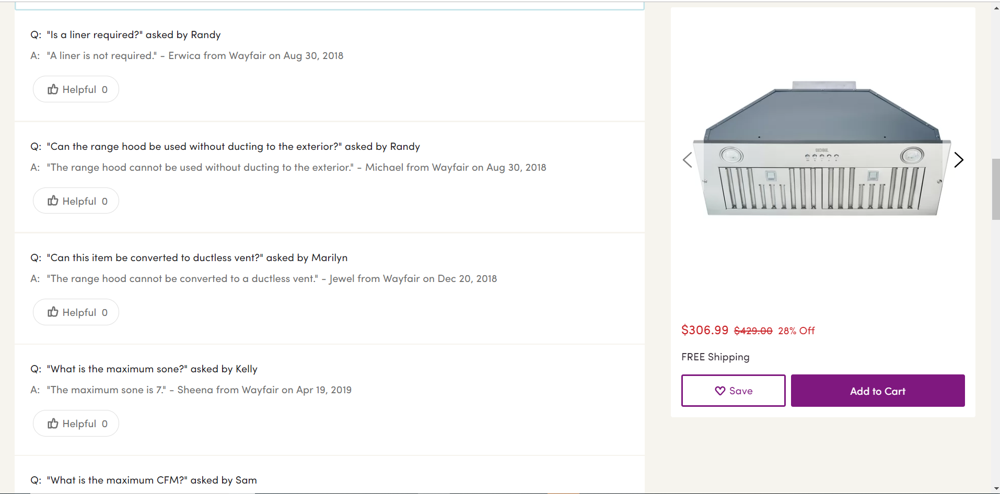 Q: "Is a liner required?" asked by Randy
A: "A liner is not required." - Erwica from Wayfair on Aug 30, 2018
Helpful 0
Q: "Can the range hood be used without ducting to the exterior?" asked by Randy
A: "The range hood cannot be used without ducting to the exterior." - Michael from Wayfair on Aug 30, 2018
Helpful 0
Q: "Can this item be converted to ductless vent?" asked by Marilyn
A: "The range hood cannot be converted to a ductless vent." - Jewel from Wayfair on Dec 20, 2018
Helpful 0
Q: "What is the maximum sone?" asked by Kelly
A: "The maximum sone is 7." - Sheena from Wayfair on Apr 19, 2019
Helpful 0
Q: "What is the maximum CFM?" asked by Sam
$306.99 $429.00 28% Off
FREE Shipping
Save
Add to Cart